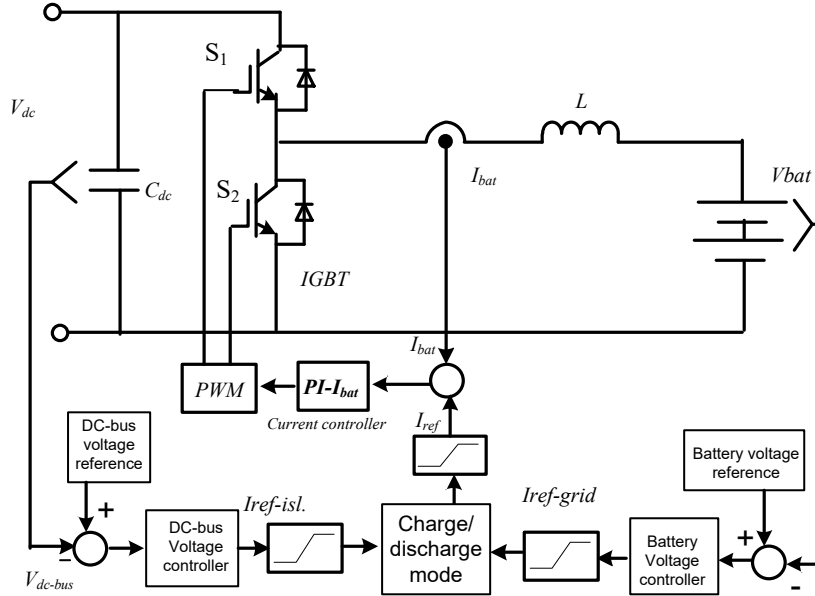 S1
Vdc
L
Cdc
S2
Ibat
Vbat
IGBT
Ibat
PWM
PI-Ibat
Current controller
Iref
DC-bus
voltage
reference
Battery voltage
reference
+
Iref-isl.
Iref-grid
DC-bus
Voltage
controller
Charge/
discharge
mode
Battery
Voltage
controller
+
-
-
Vdc-bus